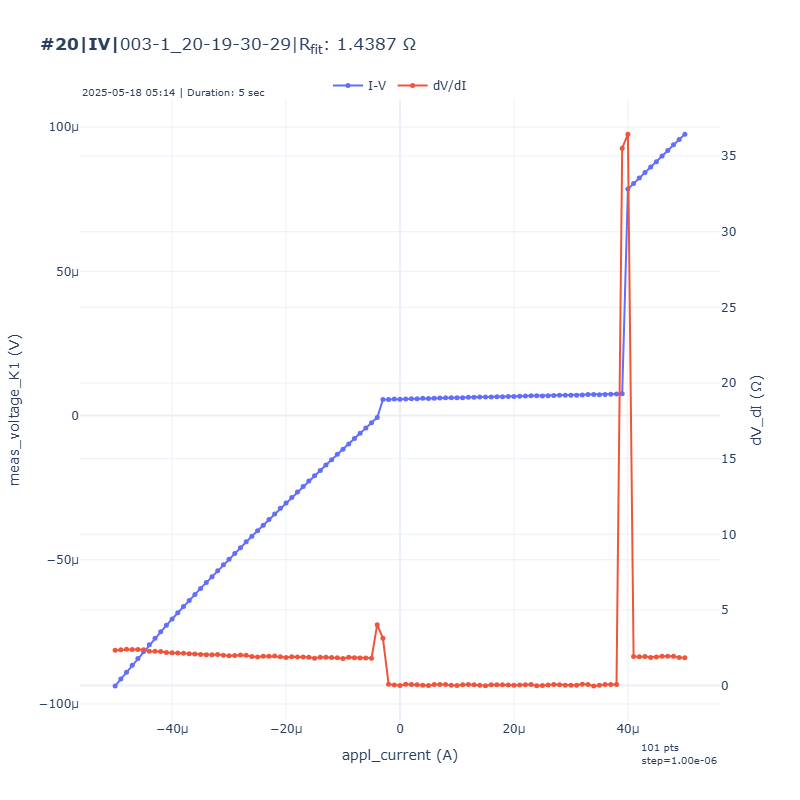 #20|IV|003-1_20-19-30-29|Rfit: 1.4387 Ω
2025-05-18 05:14 | Duration: 5 sec
I-V
dV/dI
100μ
50μ
0
−50μ
−100μ
meas_voltage_K1 (V)
35
30
25
20
15
10
5
0
dV_dI (Ω)
−40μ
−20μ
0
20μ
40μ
appl_current (A)
101 pts
step=1.00e-06